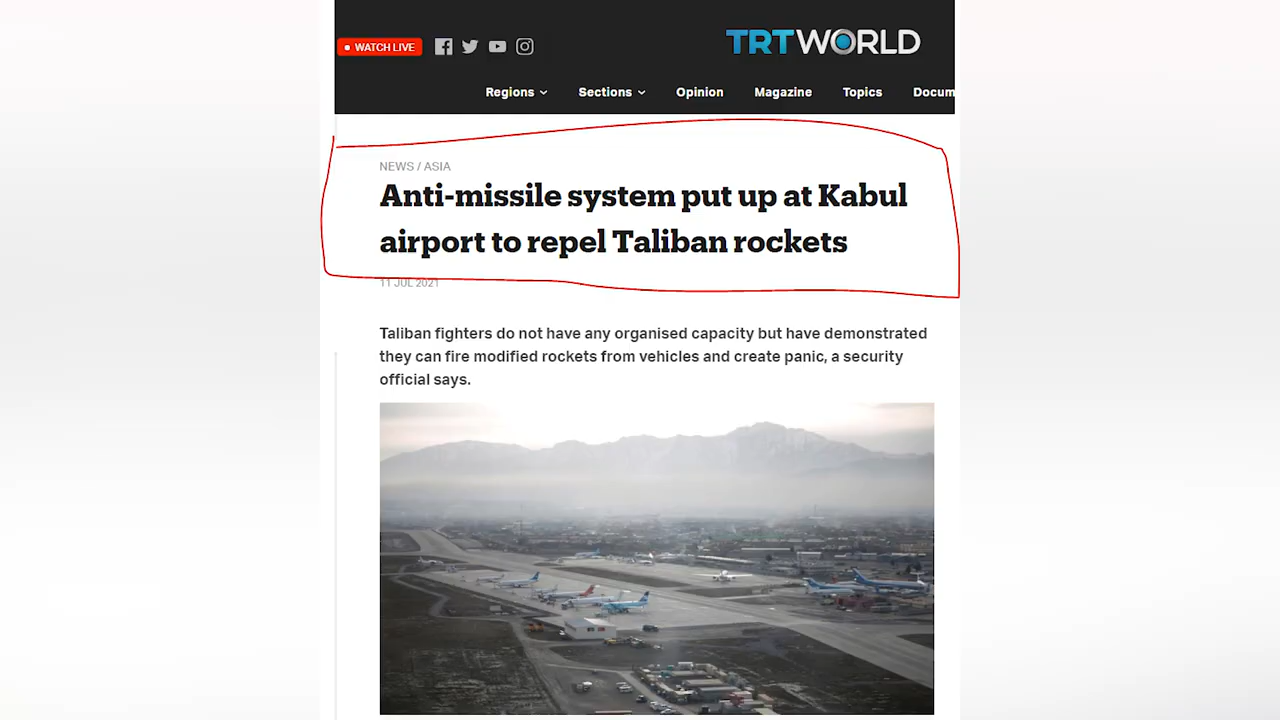 WATCH LIVE
TRTWORLD
Regions Sections Opinion Magazine Topics Docum
NEWS / ASIA
Anti-missile system put up at Kabul
airport to repel Taliban rockets
11 JUL 2021
Taliban fighters do not have any organised capacity but have demonstrated
they can fire modified rockets from vehicles and create panic, a security
official says.